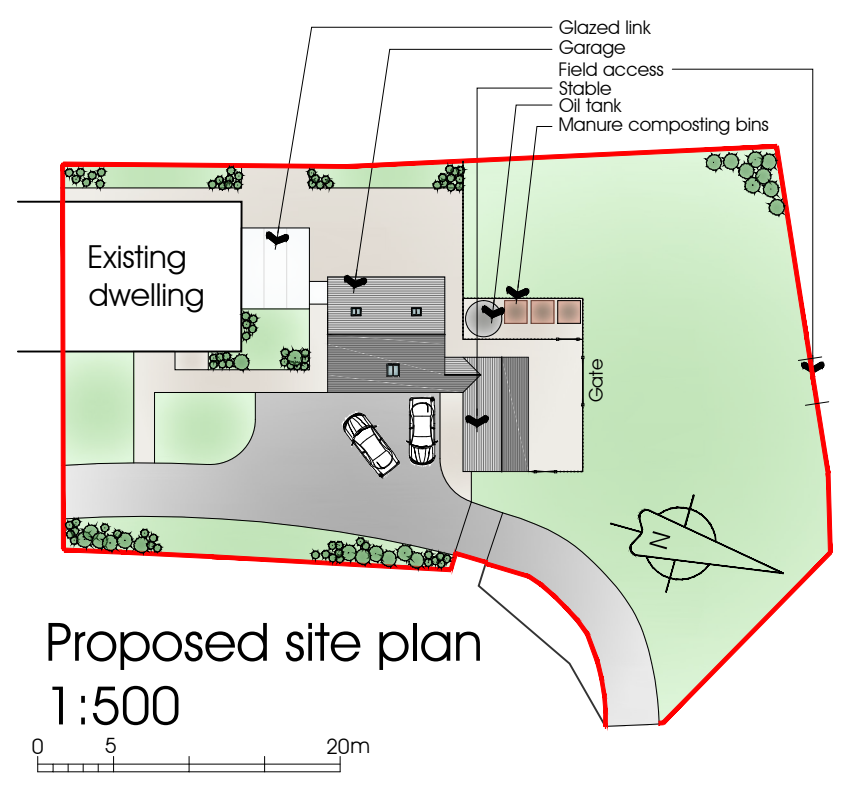 Glazed link
Garage
Field access
Stable
Oil tank
Manure composting bins
Existing
dwelling
Gate
N
Proposed site plan
1:500
0 5 20m